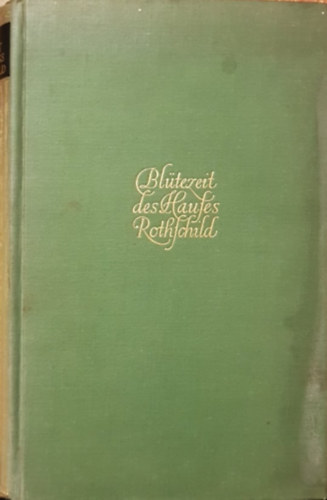 Blütezeit
des Hauſes
Rothſchild